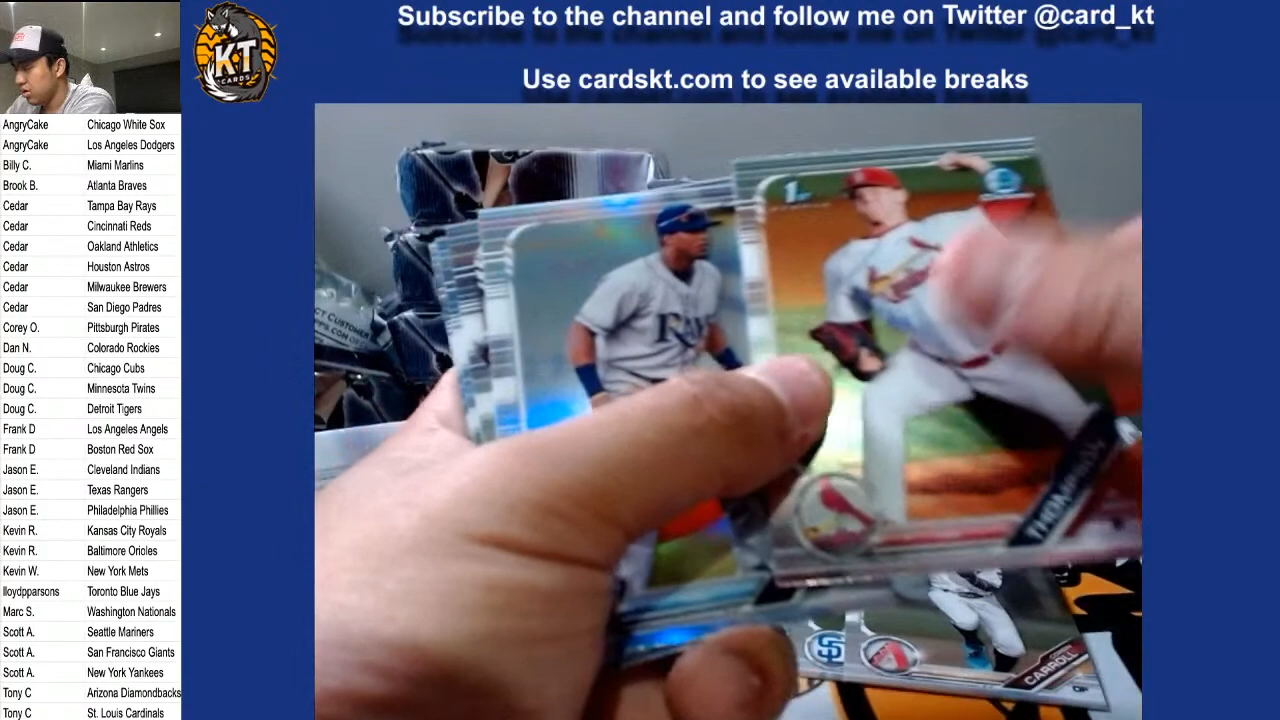 Subscribe to the channel and follow me on Twitter @card_kt
Use cardskt.com to see available breaks
KT
CARDS
AngryCake Chicago White Sox
AngryCake Los Angeles Dodgers
Billy C. Miami Marlins
Brook B. Atlanta Braves
Cedar Tampa Bay Rays
Cedar Cincinnati Reds
Cedar Oakland Athletics
Cedar Houston Astros
Cedar Milwaukee Brewers
Cedar San Diego Padres
Corey O. Pittsburgh Pirates
Dan N. Colorado Rockies
Doug C. Chicago Cubs
Doug C. Minnesota Twins
Doug C. Detroit Tigers
Frank D Los Angeles Angels
Frank D Boston Red Sox
Jason E. Cleveland Indians
Jason E. Texas Rangers
Jason E. Philadelphia Phillies
Kevin R. Kansas City Royals
Kevin R. Baltimore Orioles
Kevin W. New York Mets
lloydpparsons Toronto Blue Jays
Marc S. Washington Nationals
Scott A. Seattle Mariners
Scott A. San Francisco Giants
Scott A. New York Yankees
Tony C Arizona Diamondbacks
Tony C St. Louis Cardinals
CT CUSTOMER
1st
RAYS
THOMPSON
SD
CARROLL